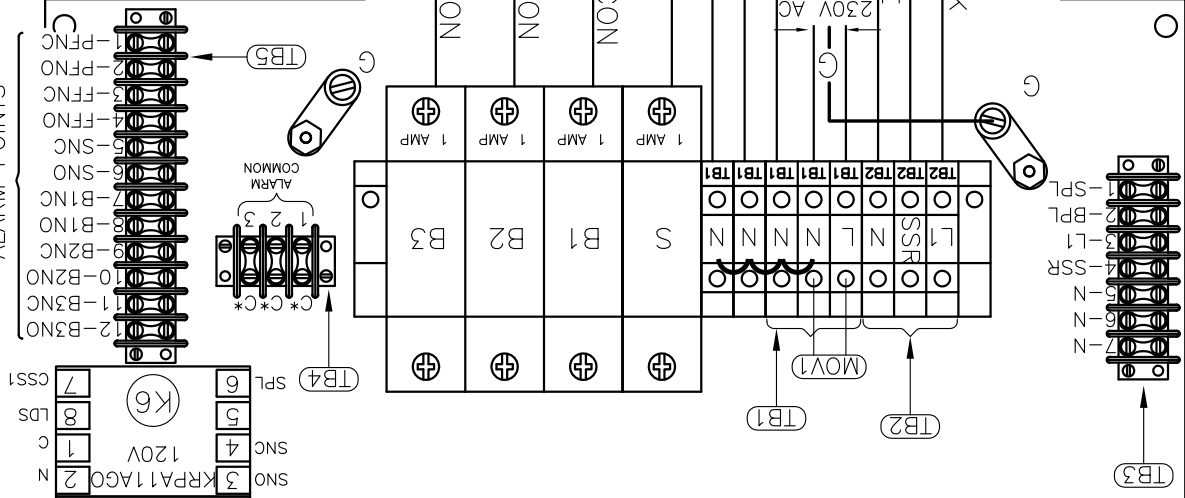 TB3
TB2
TB1
SNO 3 KRPA11AGO 2 N
120V
SNC 4 1 C
5 K6 8 LDS
SPL 6 7 CSS1
TB4
MOV1
7-N
6-N
5-N
4-SSR
3-L1
2-BPL
1-SPL
L1 SSR N L N N N N
TB2 TB2 TB2 TB1 TB1 TB1 TB1 TB1
S B1 B2 B3
1 AMP 1 AMP 1 AMP 1 AMP
C* C* C*
1 2 3
ALARM
COMMON
12-B3NO
11-B3NC
10-B2NO
9-B2NC
8-B1NO
7-B1NC
6-SNO
5-SNC
4-FFNO
3-FFNC
2-PFNO
1-PFNC
TB5
G
G
G
230V
AC
CON
CON
CON
K